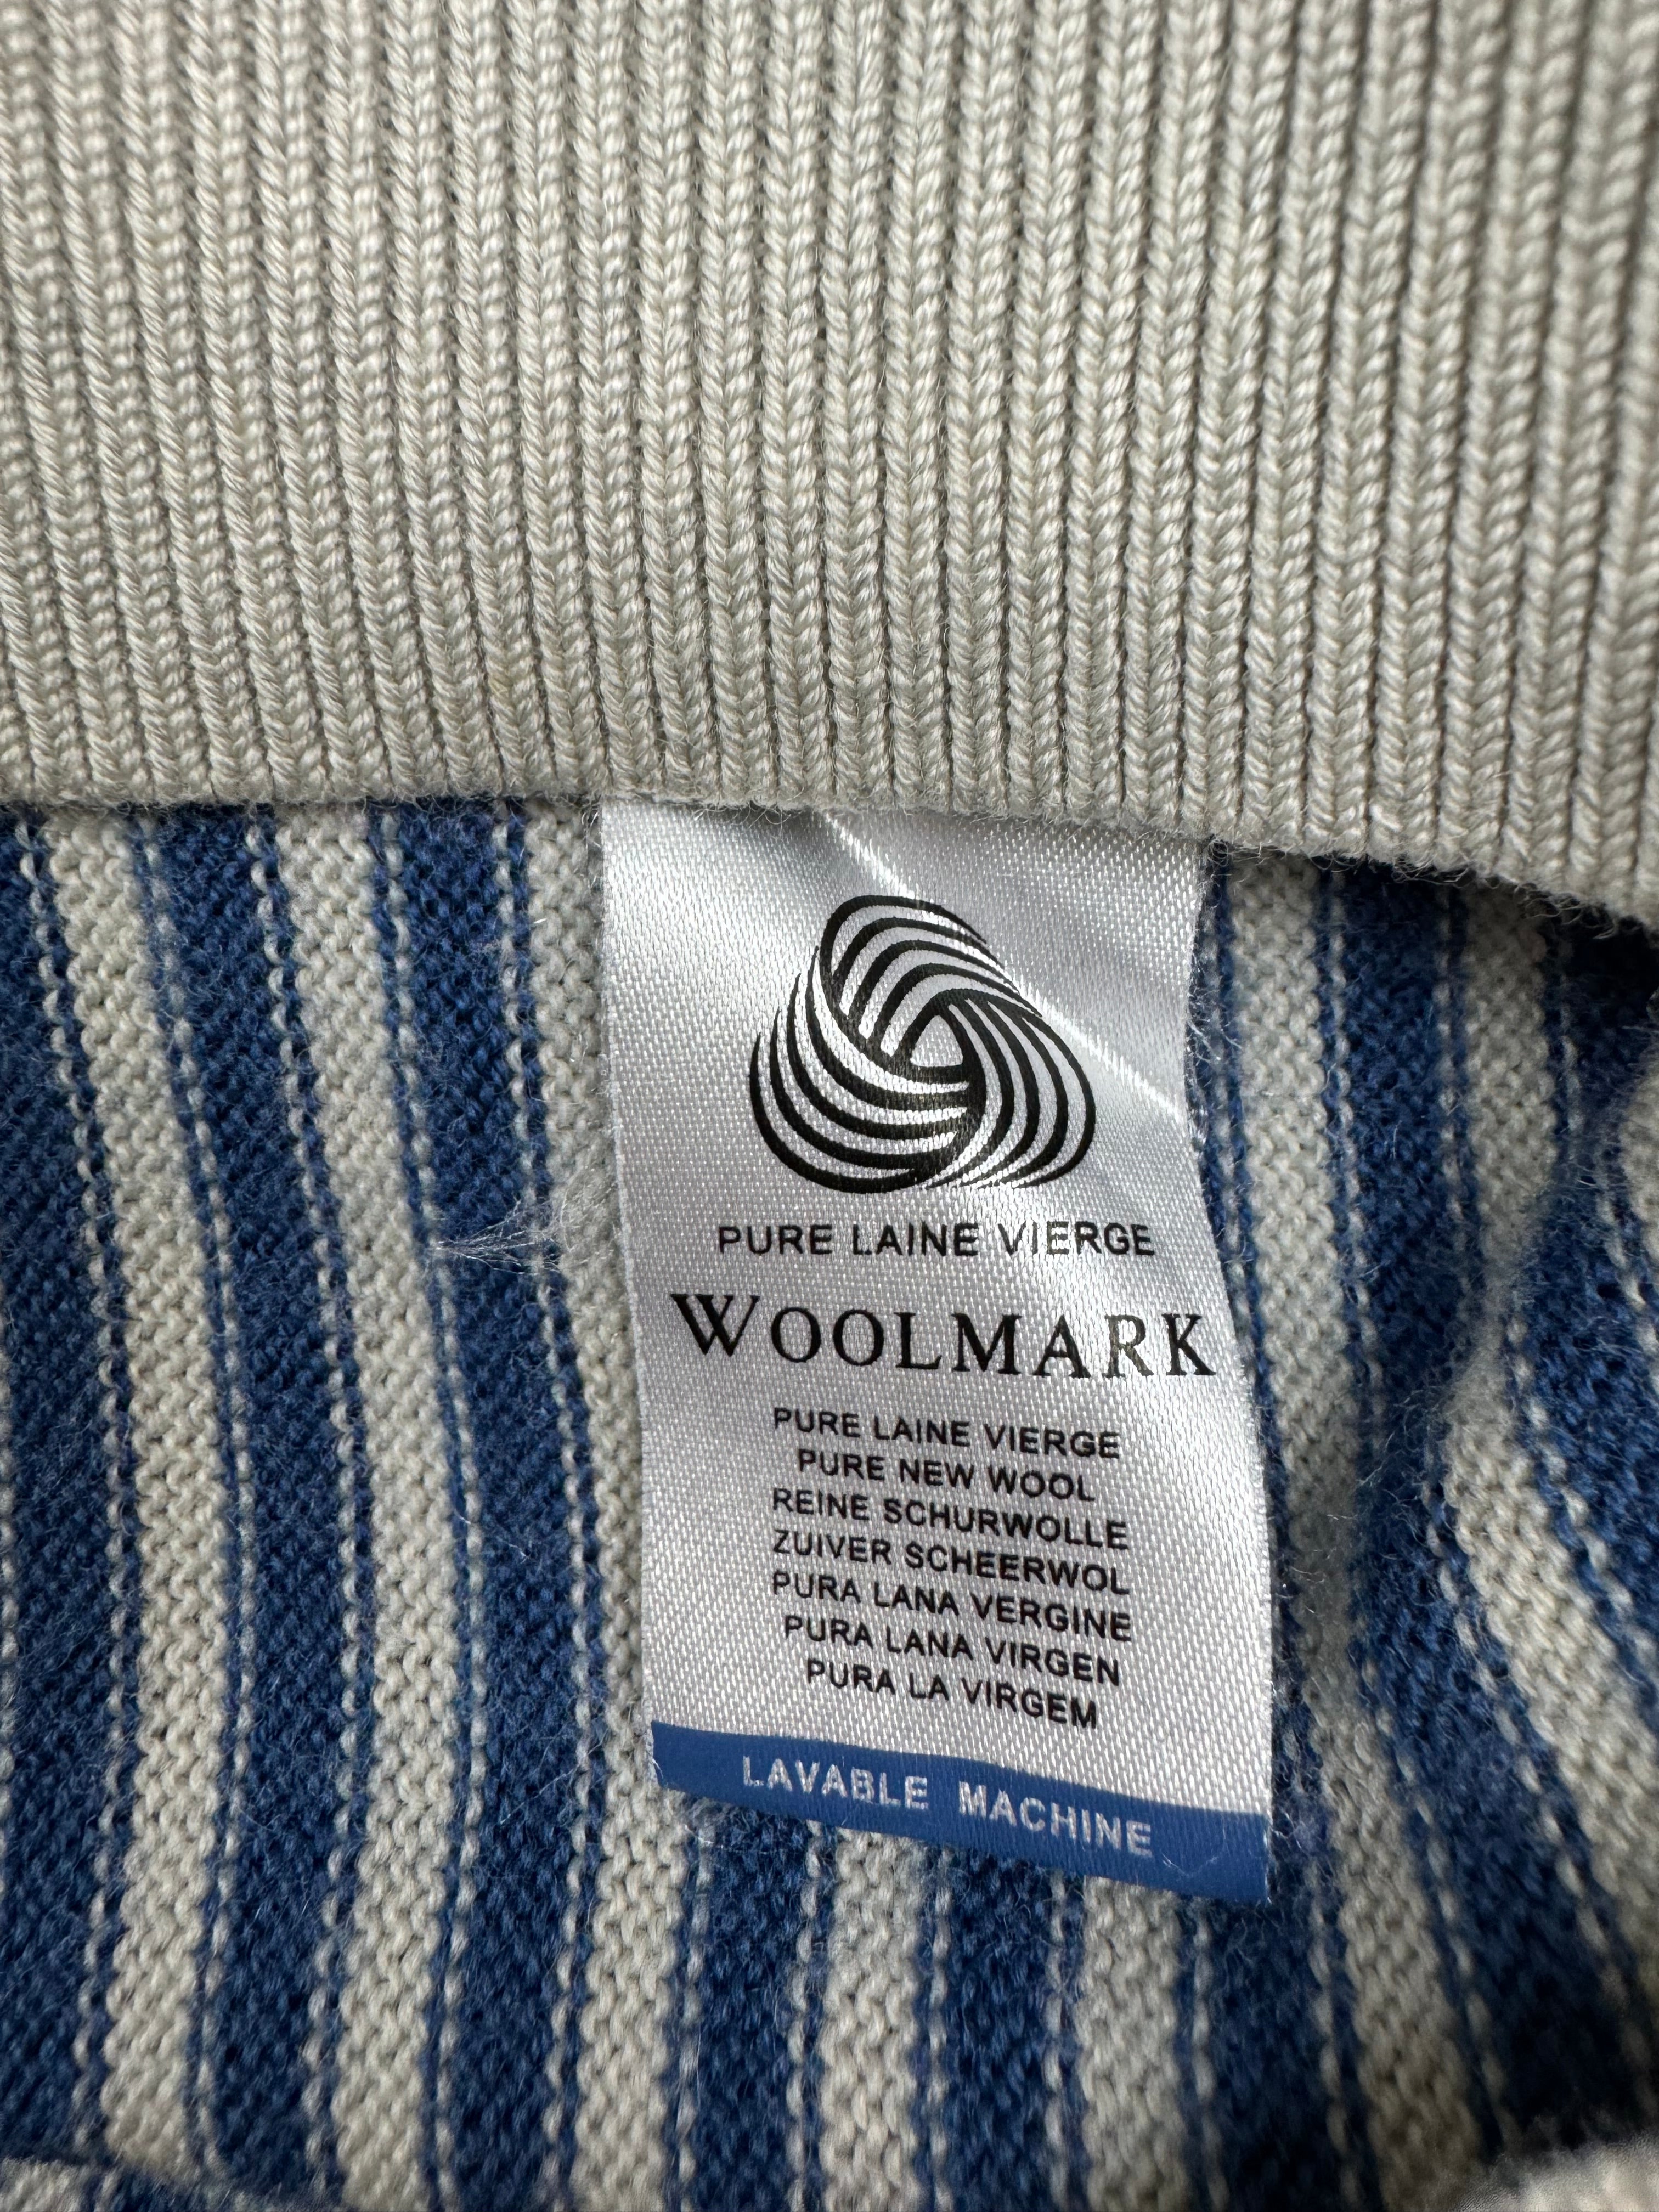 PURE LAINE VIERGE
WOOLMARK
PURE LAINE VIERGE
PURE NEW WOOL
REINE SCHURWOLLE
ZUIVER SCHEERWOL
PURA LANA VERGINE
PURA LANA VIRGEN
PURA LA VIRGEM
LAVABLE MACHINE